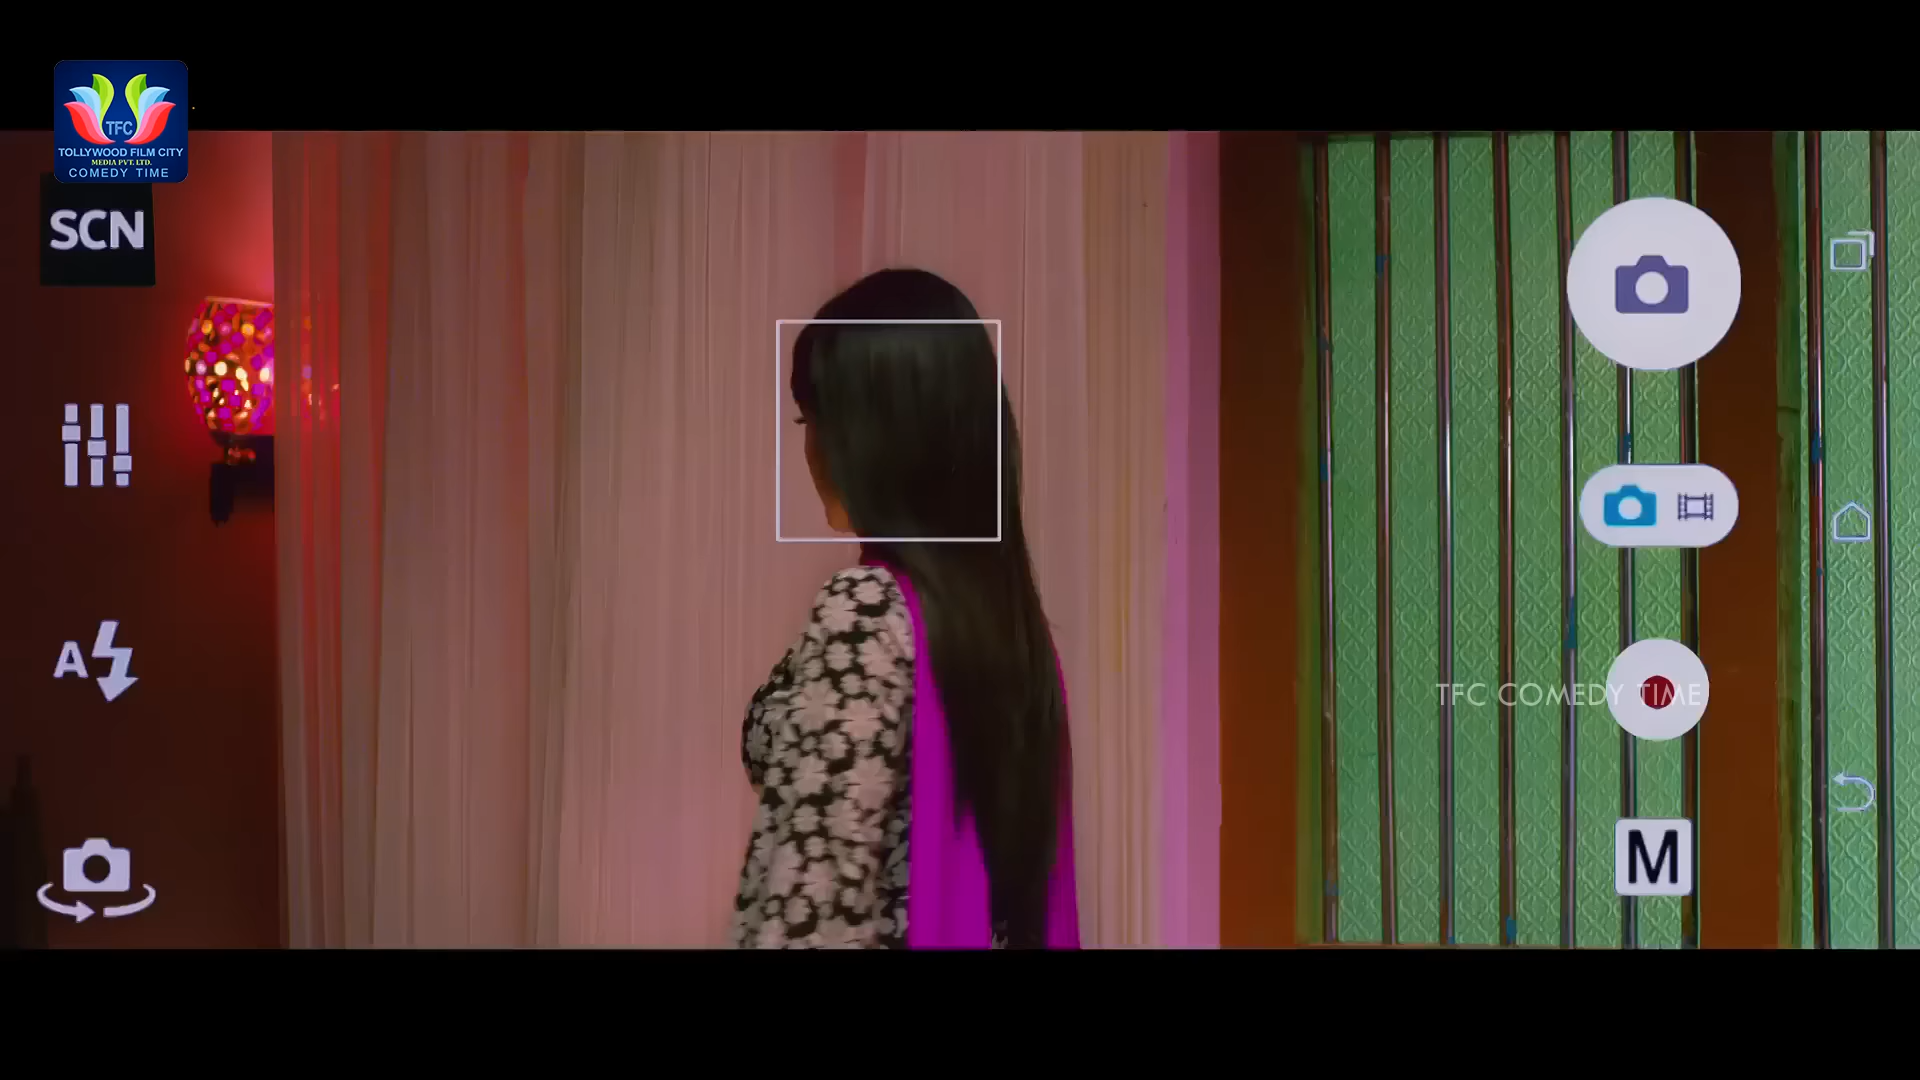 TFC
TOLLYWOOD FILM CITY
MEDIA PVT. LTD.
COMEDY TIME
SCN
A
TFC COMEDY TIME
M